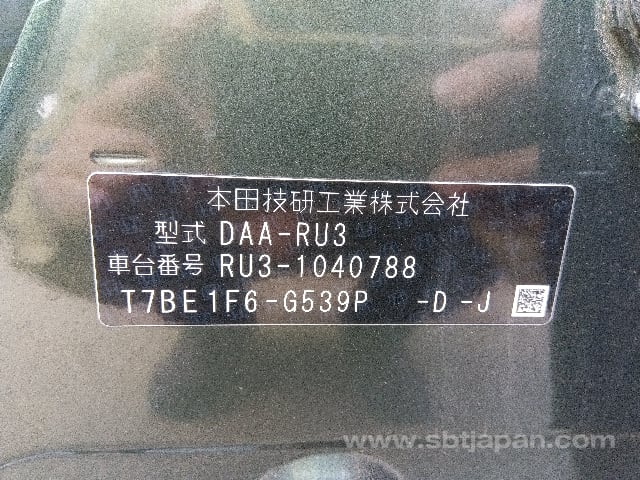 本田技研工業株式会社
型式 DAA-RU3
車台番号 RU3-1040788
T7BE1F6-G539P -D-J
www.sbtjapan.com